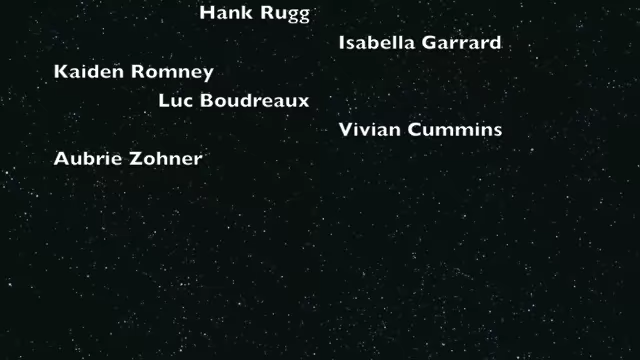 Hank Rugg
Isabella Garrard
Kaiden Romney
Luc Boudreaux
Vivian Cummins
Aubrie Zohner